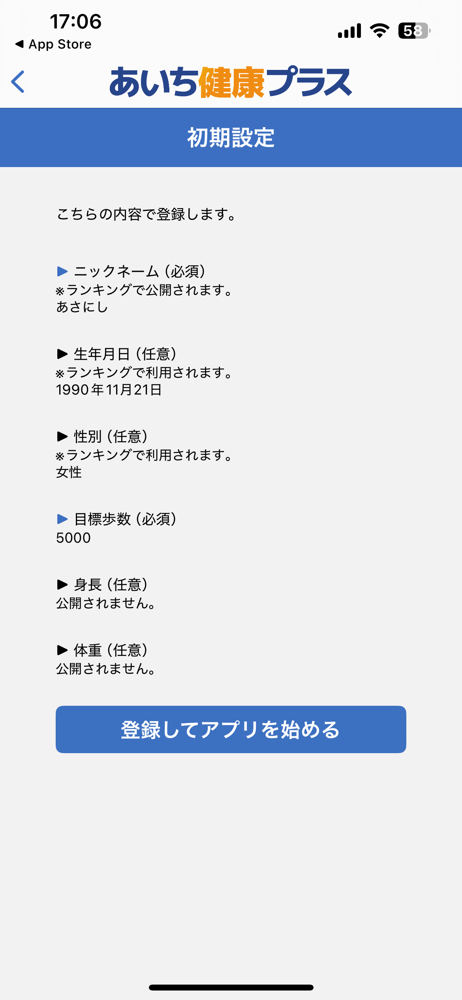 17:06
58
◀ App Store
あいち健康プラス
初期設定
こちらの内容で登録します。
▶ ニックネーム（必須）
※ランキングで公開されます。
あさにし
▶ 生年月日（任意）
※ランキングで利用されます。
1990年11月21日
▶ 性別（任意）
※ランキングで利用されます。
女性
▶ 目標歩数（必須）
5000
▶ 身長（任意）
公開されません。
▶ 体重（任意）
公開されません。
登録してアプリを始める